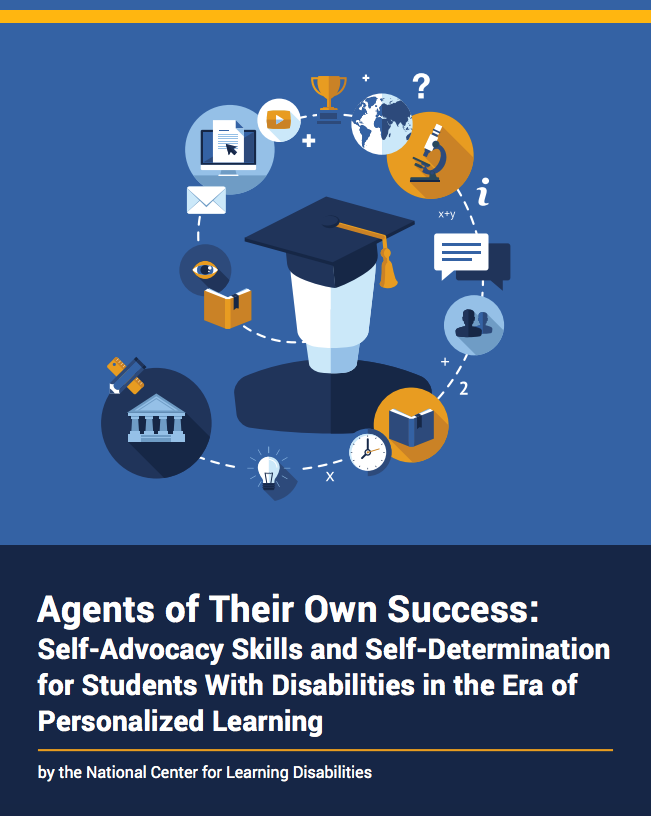 ?
i
x+y
+
2
x
Agents of Their Own Success:
Self-Advocacy Skills and Self-Determination
for Students With Disabilities in the Era of
Personalized Learning
by the National Center for Learning Disabilities